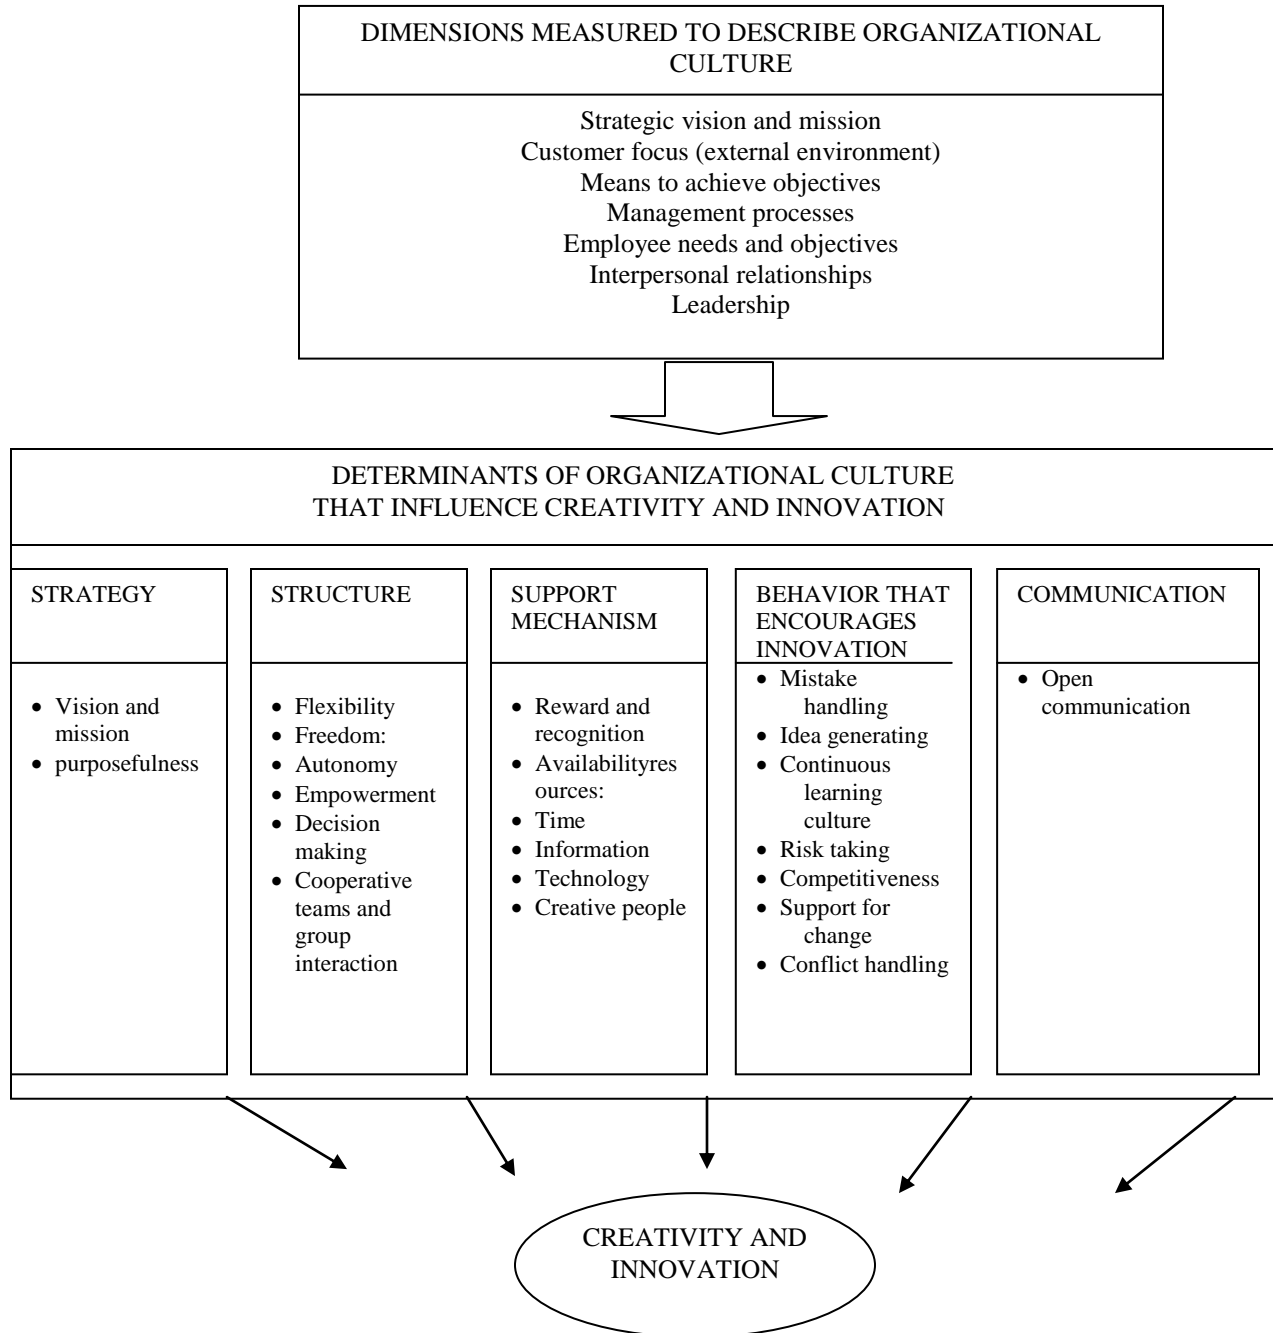 DIMENSIONS MEASURED TO DESCRIBE ORGANIZATIONAL
CULTURE
Strategic vision and mission
Customer focus (external environment)
Means to achieve objectives
Management processes
Employee needs and objectives
Interpersonal relationships
Leadership
DETERMINANTS OF ORGANIZATIONAL CULTURE
THAT INFLUENCE CREATIVITY AND INNOVATION
STRATEGY
• Vision and
mission
• purposefulness
STRUCTURE
• Flexibility
• Freedom:
• Autonomy
• Empowerment
• Decision
making
• Cooperative
teams and
group
interaction
SUPPORT
MECHANISM
• Reward and
recognition
• Availabilityres
ources:
• Time
• Information
• Technology
• Creative people
BEHAVIOR THAT
ENCOURAGES
INNOVATION
• Mistake
handling
• Idea generating
• Continuous
learning
culture
• Risk taking
• Competitiveness
• Support for
change
• Conflict handling
COMMUNICATION
• Open
communication
CREATIVITY AND
INNOVATION